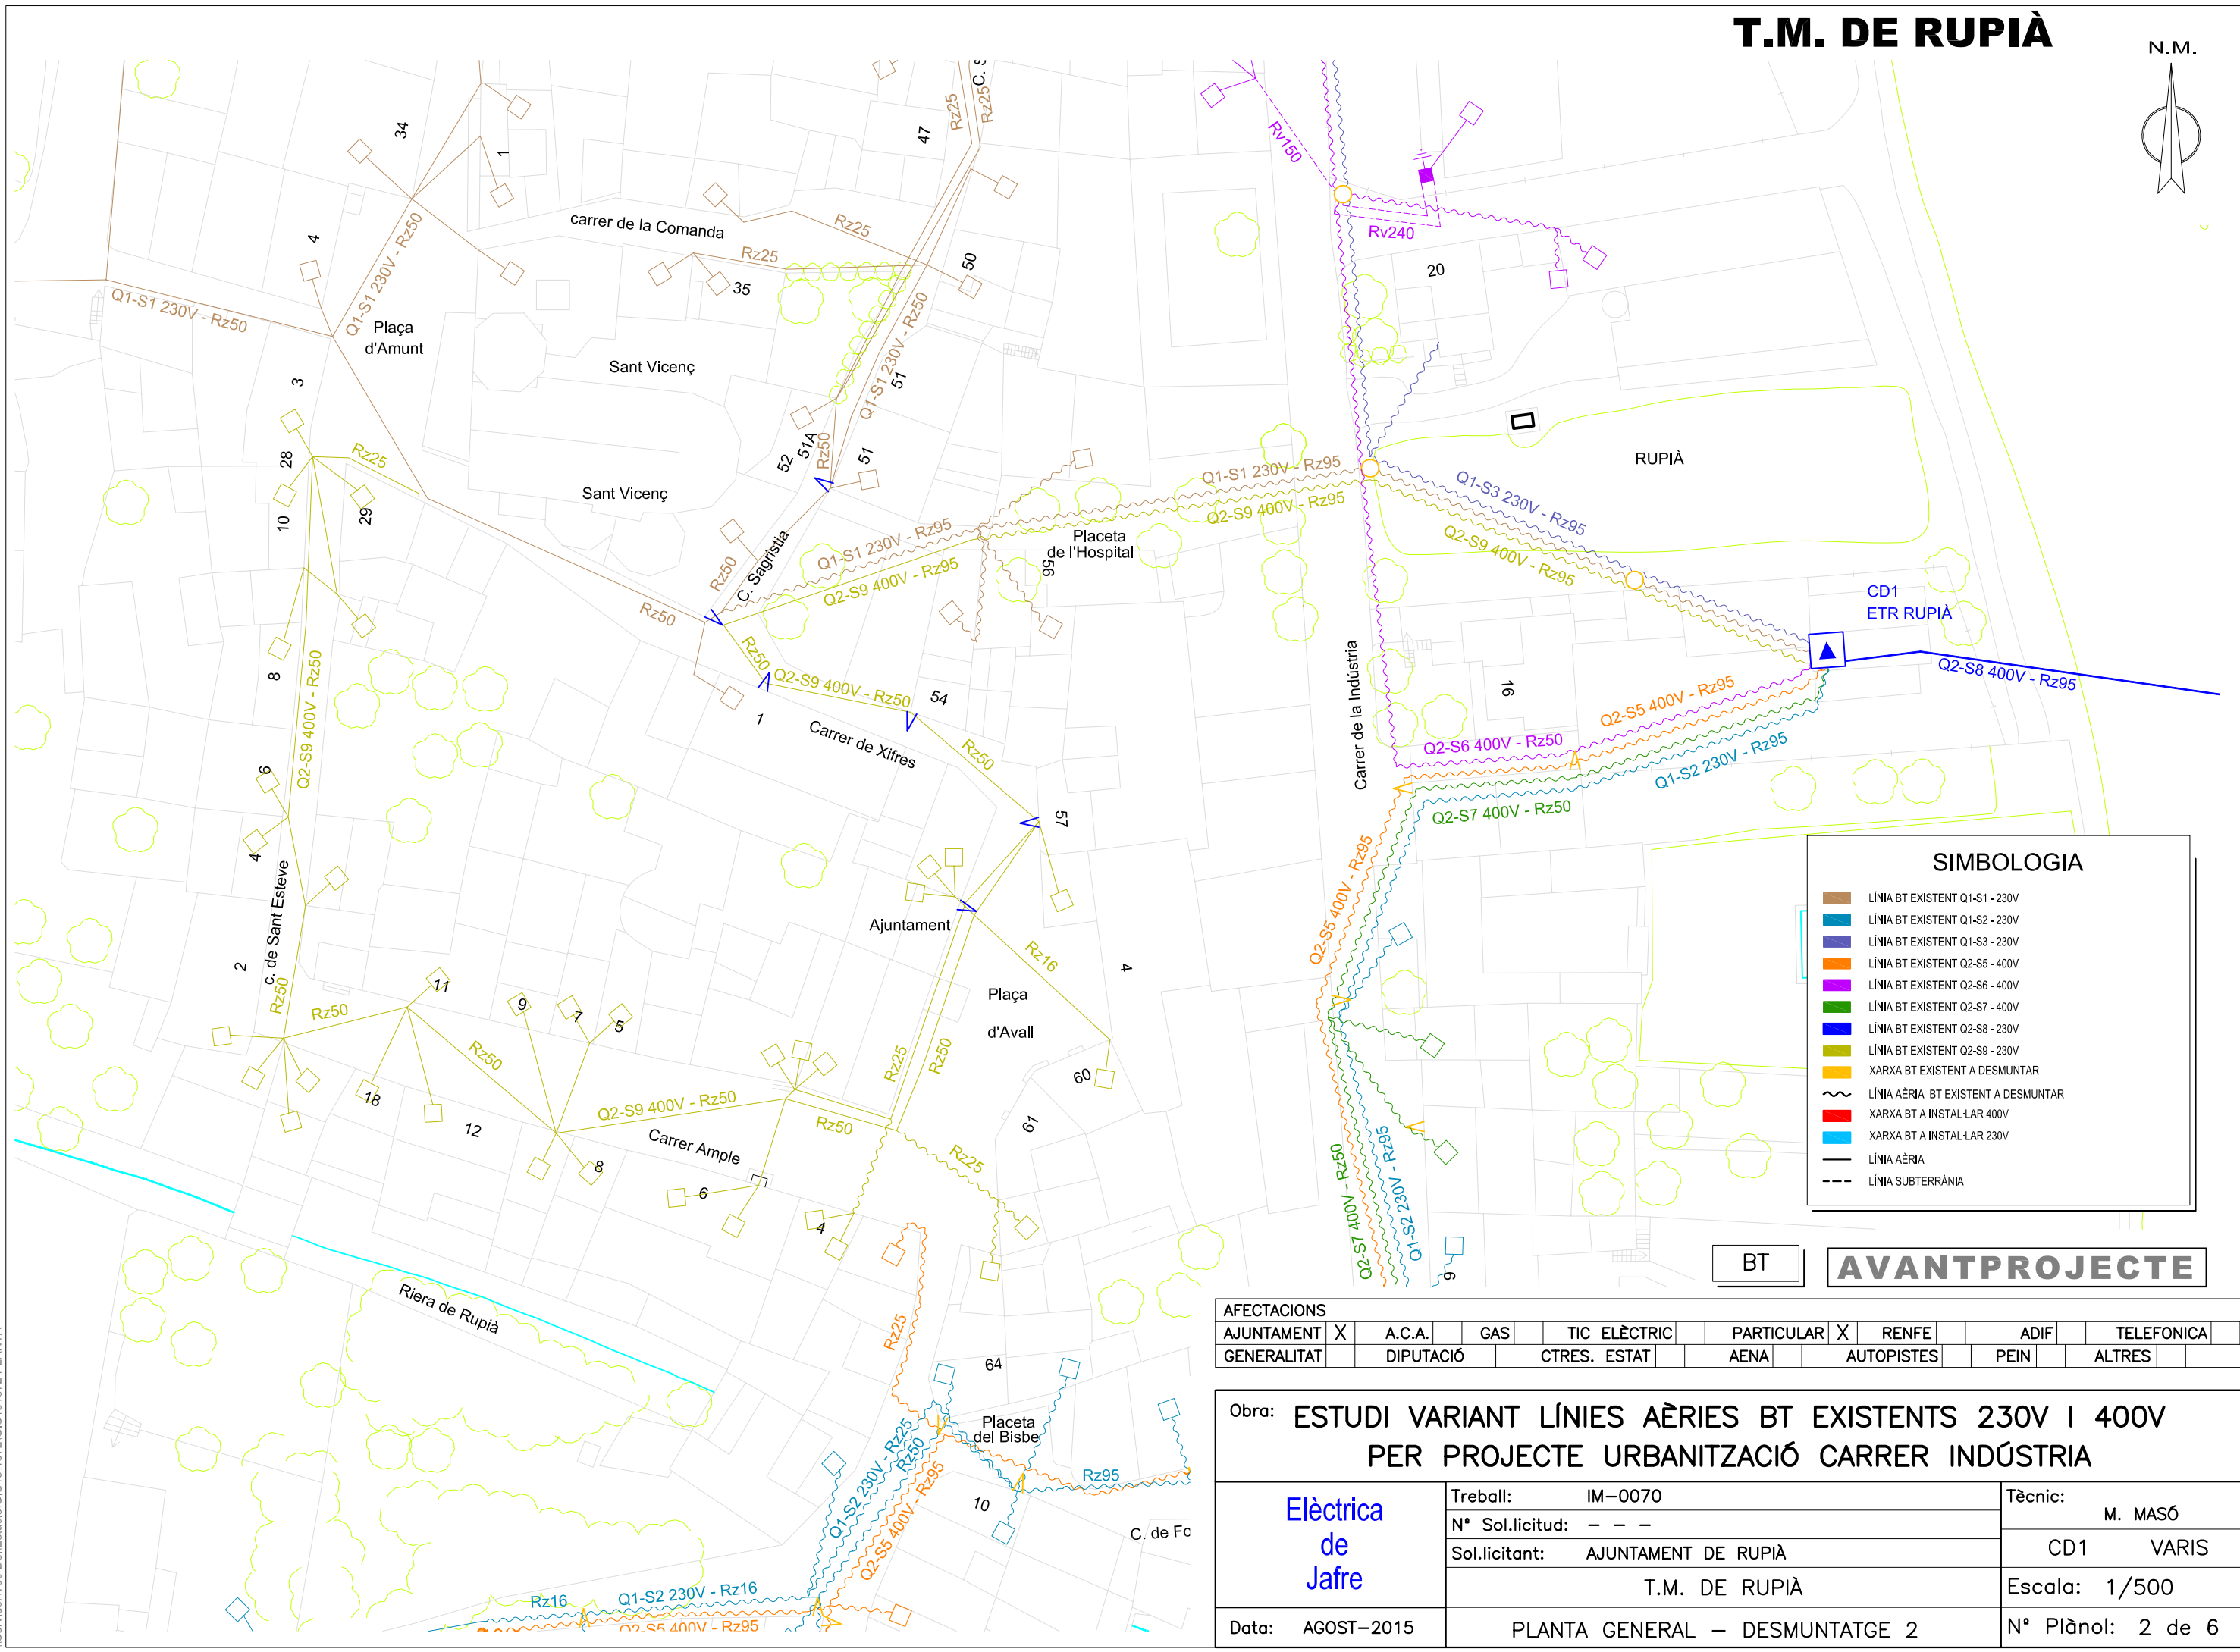 T.M. DE RUPIÀ
N.M.
C. S
Rz25
Rz25
47
34
1
4
carrer de la Comanda
Rz25
Rz25
35
50
Rv150
Rv240
20
Q1-S1 230V - Rz50
Q1-S1 230V - Rz50
Plaça
d'Amunt
Sant Vicenç
Q1-S1 230V - Rz50
51
3
28
Rz25
10
29
Sant Vicenç
52
51A
Rz50
51
Q1-S1 230V - Rz95
Q2-S9 400V - Rz95
RUPIÀ
Q1-S3 230V - Rz95
Q2-S9 400V - Rz95
Placeta
de l'Hospital
56
Q1-S1 230V - Rz95
Q2-S9 400V - Rz95
Rz50
C. Sagristia
Rz50
CD1
ETR RUPIÀ
Q2-S8 400V - Rz95
8
Q2-S9 400V - Rz50
Rz50
Q2-S9 400V - Rz50
54
1
Carrer de Xifres
Rz50
Carrer de la Indústria
16
Q2-S5 400V - Rz95
Q2-S6 400V - Rz50
Q1-S2 230V - Rz95
Q2-S7 400V - Rz50
6
4
57
Q2-S5 400V - Rz95
c. de Sant Esteve
2
Rz50
Ajuntament
Rz16
4
Plaça
d'Avall
Rz50
11
9
7
5
Rz50
18
12
Q2-S9 400V - Rz50
Rz25
Rz50
Rz50
60
61
Carrer Ample
8
6
4
Rz25
Q2-S7 400V - Rz50
Q1-S2 230V - Rz95
6
Riera de Rupià
Rz25
64
Placeta
del Bisbe
Q1-S2 230V - Rz25
Rz50
Q2-S5 400V - Rz95
Rz95
10
C. de Fo
Rz16
Q1-S2 230V - Rz16
Q2-S5 400V - Rz95
SIMBOLOGIA
LÍNIA BT EXISTENT Q1-S1 - 230V
LÍNIA BT EXISTENT Q1-S2 - 230V
LÍNIA BT EXISTENT Q1-S3 - 230V
LÍNIA BT EXISTENT Q2-S5 - 400V
LÍNIA BT EXISTENT Q2-S6 - 400V
LÍNIA BT EXISTENT Q2-S7 - 400V
LÍNIA BT EXISTENT Q2-S8 - 230V
LÍNIA BT EXISTENT Q2-S9 - 230V
XARXA BT EXISTENT A DESMUNTAR
LÍNIA AÈRIA BT EXISTENT A DESMUNTAR
XARXA BT A INSTAL·LAR 400V
XARXA BT A INSTAL·LAR 230V
LÍNIA AÈRIA
LÍNIA SUBTERRÀNIA
BT
AVANTPROJECTE
AFECTACIONS
AJUNTAMENT X A.C.A. GAS TIC ELÈCTRIC PARTICULAR X RENFE ADIF TELEFONICA
GENERALITAT DIPUTACIÓ CTRES. ESTAT AENA AUTOPISTES PEIN ALTRES
Obra: ESTUDI VARIANT LÍNIES AÈRIES BT EXISTENTS 230V I 400V
PER PROJECTE URBANITZACIÓ CARRER INDÚSTRIA
Elèctrica
de
Jafre
Treball: IM-0070
Nª Sol.licitud: - - -
Sol.licitant: AJUNTAMENT DE RUPIÀ
T.M. DE RUPIÀ
Tècnic:
M. MASÓ
CD1 VARIS
Escala: 1/500
Data: AGOST-2015
PLANTA GENERAL - DESMUNTATGE 2
Nª Plànol: 2 de 6